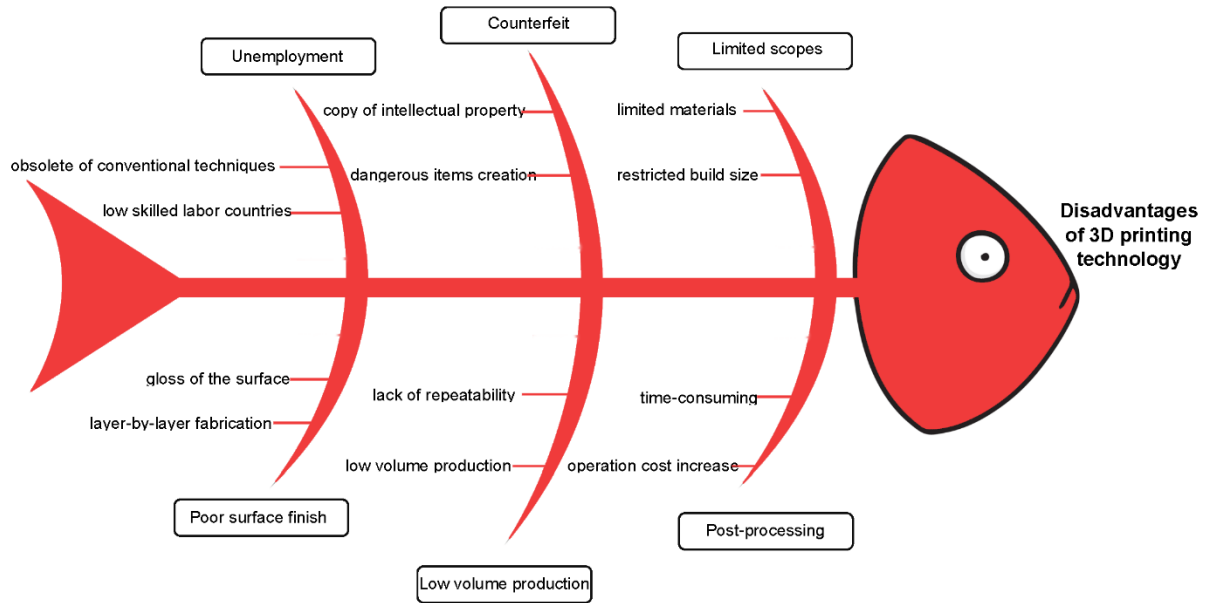 Counterfeit
Unemployment
Limited scopes
copy of intellectual property
limited materials
obsolete of conventional techniques
dangerous items creation
restricted build size
low skilled labor countries
Disadvantages
of 3D printing
technology
gloss of the surface
lack of repeatability
time-consuming
layer-by-layer fabrication
low volume production
operation cost increase
Poor surface finish
Post-processing
Low volume production